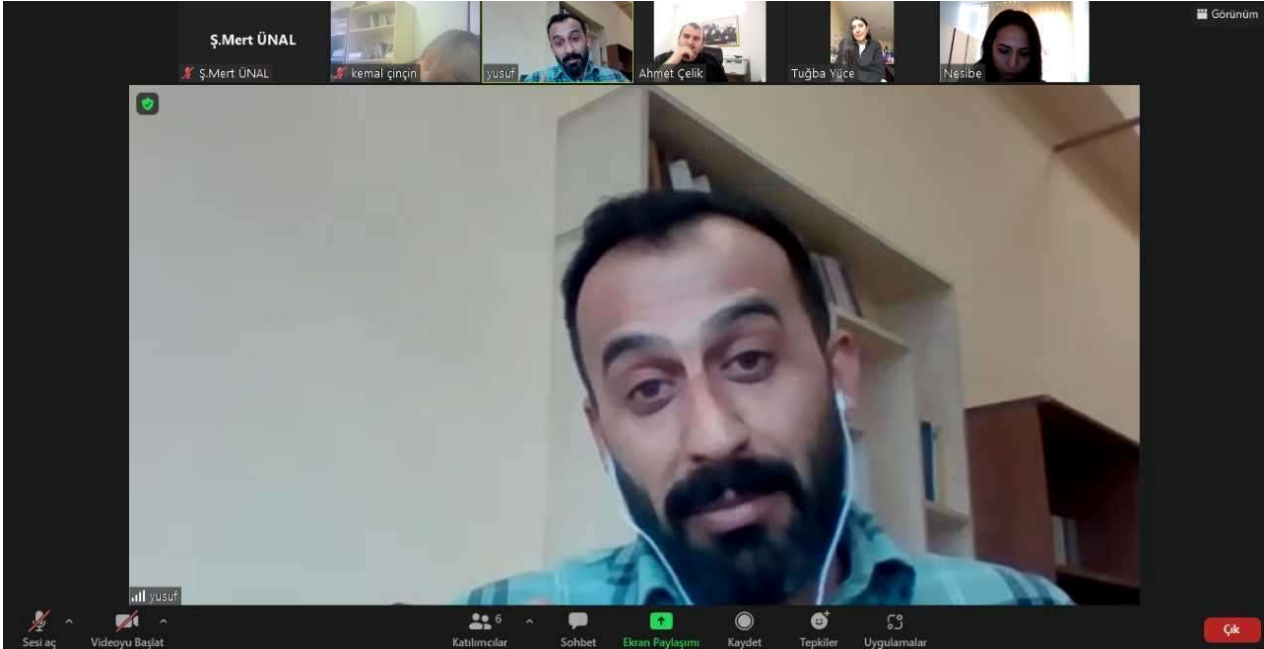 Görünüm
Ş.Mert ÜNAL
Ş.Mert ÜNAL
kemal çinçin
yusuf
Ahmet Çelik
Tuğba Yüce
Nesibe
yusuf
Sesi aç
Videoyu Başlat
6
Katılımcılar
Sohbet
Ekran Paylaşımı
Kaydet
Tepkiler
Uygulamalar
Çık